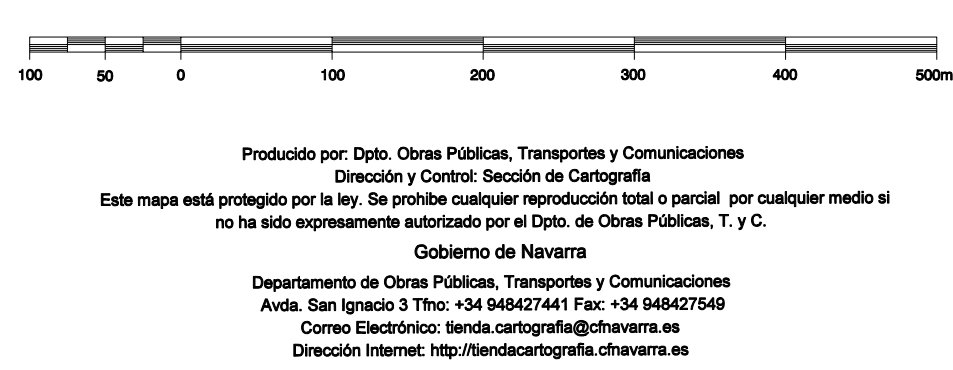 100 50 0 100 200 300 400 500m
Producido por: Dpto. Obras Públicas, Transportes y Comunicaciones
Dirección y Control: Sección de Cartografía
Este mapa está protegido por la ley. Se prohibe cualquier reproducción total o parcial por cualquier medio si
no ha sido expresamente autorizado por el Dpto. de Obras Públicas, T. y C.
Gobierno de Navarra
Departamento de Obras Públicas, Transportes y Comunicaciones
Avda. San Ignacio 3 Tfno: +34 948427441 Fax: +34 948427549
Correo Electrónico: tienda.cartografia@cfnavarra.es
Dirección Internet: http://tiendacartografia.cfnavarra.es